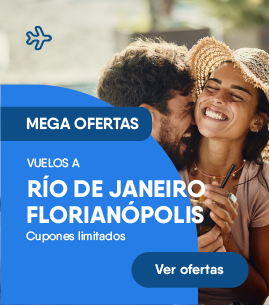 MEGA OFERTAS
VUELOS A
RÍO DE JANEIRO
FLORIANÓPOLIS
Cupones limitados
Ver ofertas